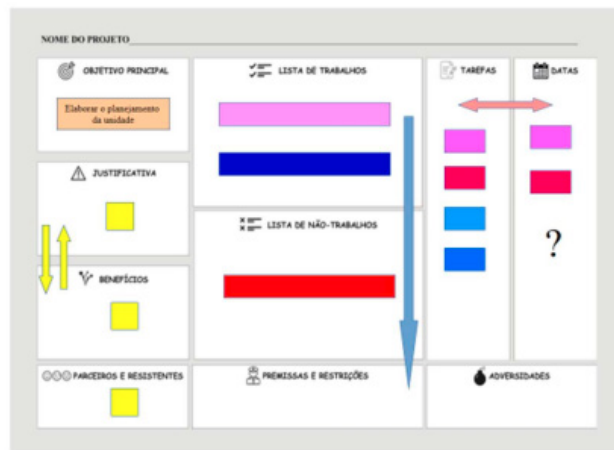 NOME DO PROJETO
OBJETIVO PRINCIPAL
Elaborar o planejamento
da unidade
JUSTIFICATIVA
BENEFÍCIOS
PARCEIROS E RESISTENTES
LISTA DE TRABALHOS
LISTA DE NÃO-TRABALHOS
PREMISSAS E RESTRIÇÕES
TAREFAS
DATAS
?
ADVERSIDADES